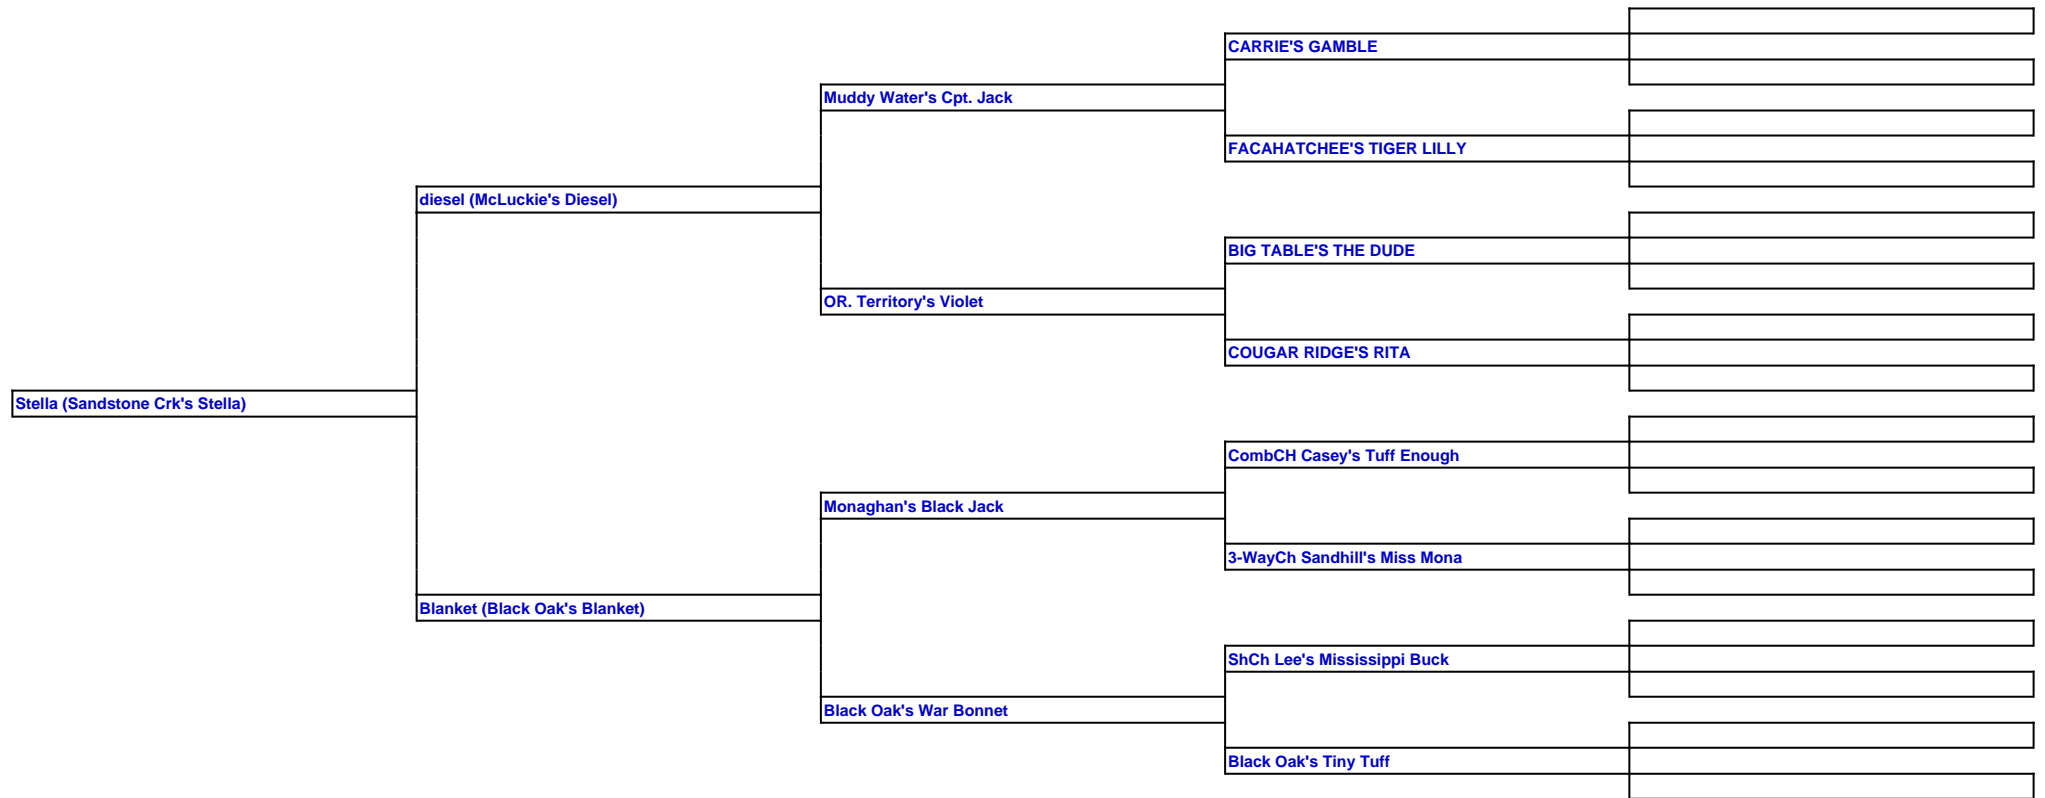 CARRIE'S GAMBLE
Muddy Water's Cpt. Jack
FACAHATCHEE'S TIGER LILLY
diesel (McLuckie's Diesel)
BIG TABLE'S THE DUDE
OR. Territory's Violet
COUGAR RIDGE'S RITA
Stella (Sandstone Crk's Stella)
CombCH Casey's Tuff Enough
Monaghan's Black Jack
3-WayCh Sandhill's Miss Mona
Blanket (Black Oak's Blanket)
ShCh Lee's Mississippi Buck
Black Oak's War Bonnet
Black Oak's Tiny Tuff